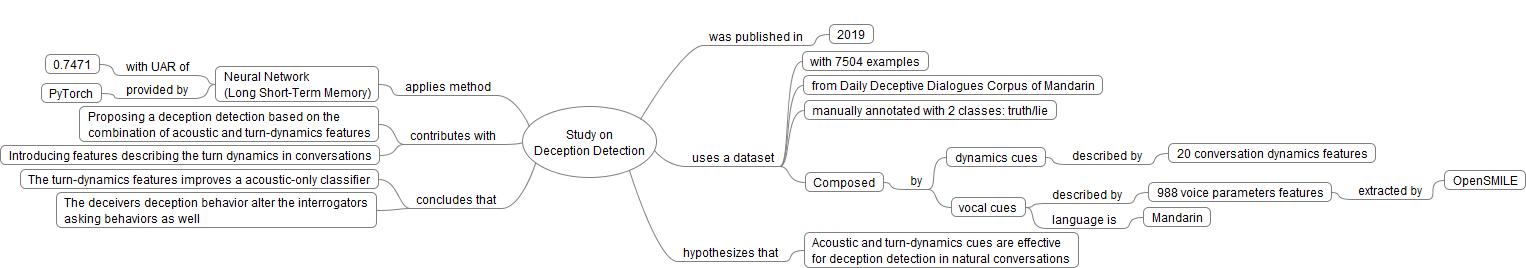 was published in
2019
0.7471
with UAR of
Neural Network
(Long Short-Term Memory)
applies method
PyTorch
provided by
Proposing a deception detection based on the
combination of acoustic and turn-dynamics features
contributes with
Introducing features describing the turn dynamics in conversations
The turn-dynamics features improves a acoustic-only classifier
concludes that
The deceivers deception behavior alter the interrogators
asking behaviors as well
Study on
Deception Detection
uses a dataset
with 7504 examples
from Daily Deceptive Dialogues Corpus of Mandarin
manually annotated with 2 classes: truth/lie
Composed
by
dynamics cues
described by
20 conversation dynamics features
vocal cues
described by
988 voice parameters features
extracted by
OpenSMILE
language is
Mandarin
hypothesizes that
Acoustic and turn-dynamics cues are effective
for deception detection in natural conversations